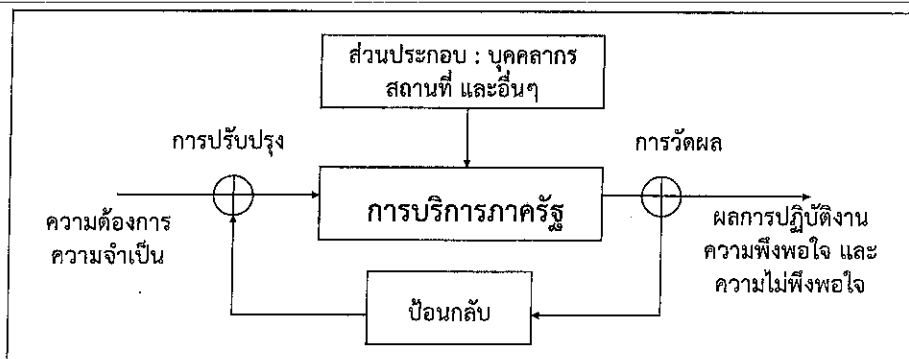 ส่วนประกอบ : บุคคลากร
สถานที่ และอื่นๆ
การปรับปรุง
การวัดผล
การบริการภาครัฐ
ความต้องการ
ความจำเป็น
ผลการปฏิบัติงาน
ความพึงพอใจ และ
ความไม่พึงพอใจ
ป้อนกลับ